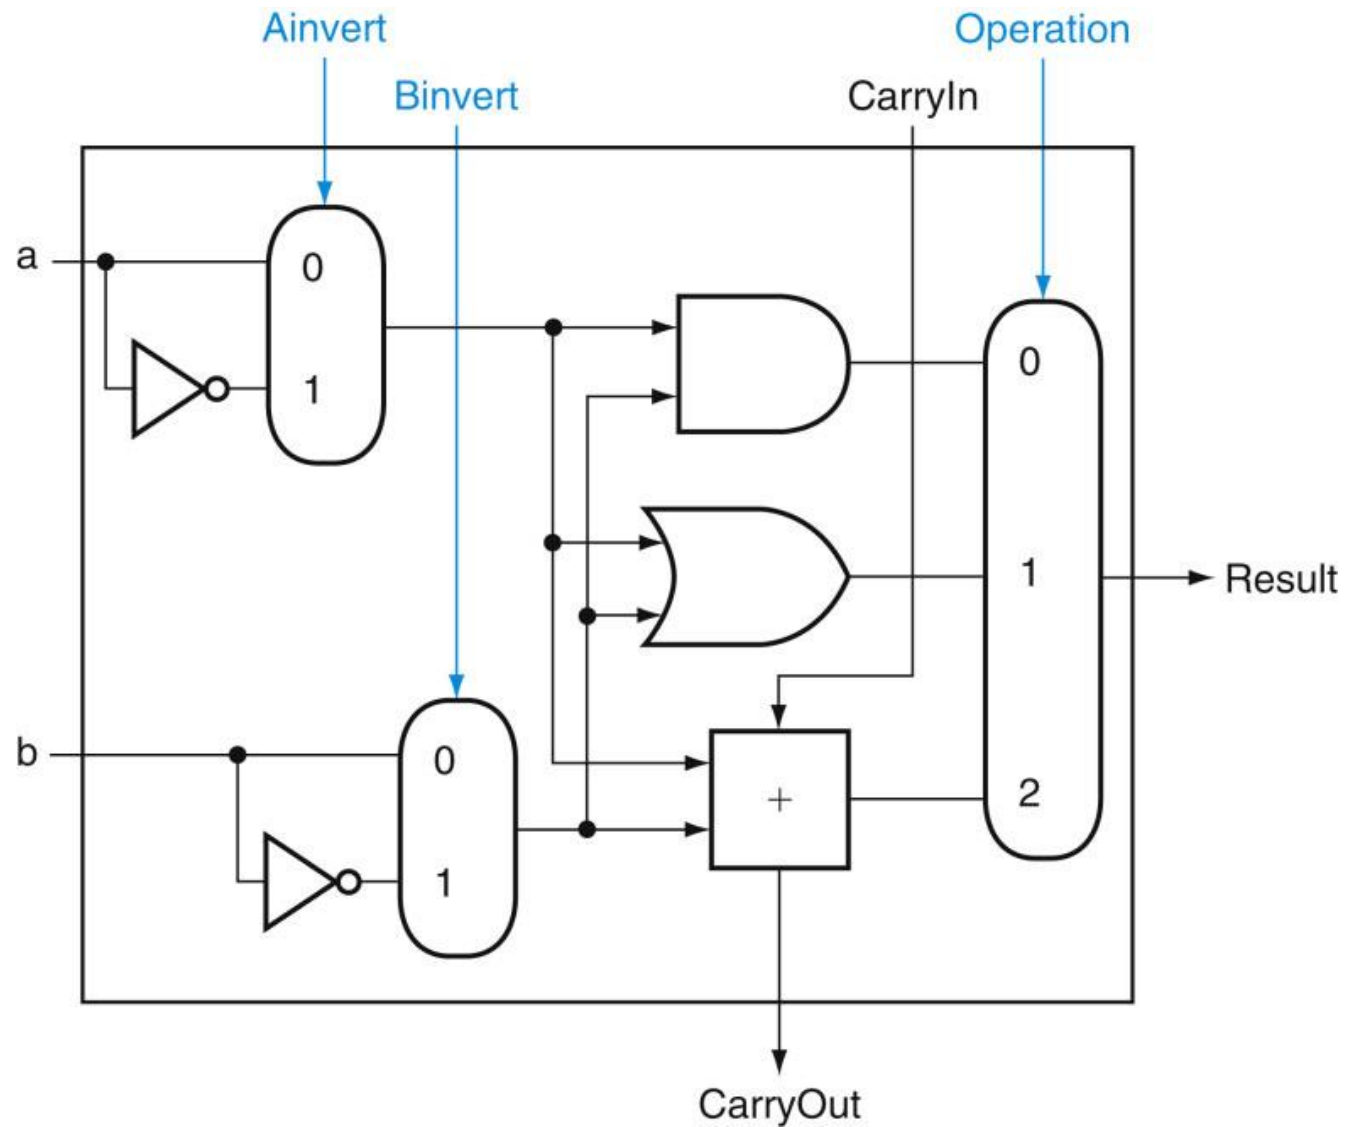 Ainvert
Operation
Binvert
CarryIn
a
0
1
0
1
Result
b
0
1
+
2
CarryOut